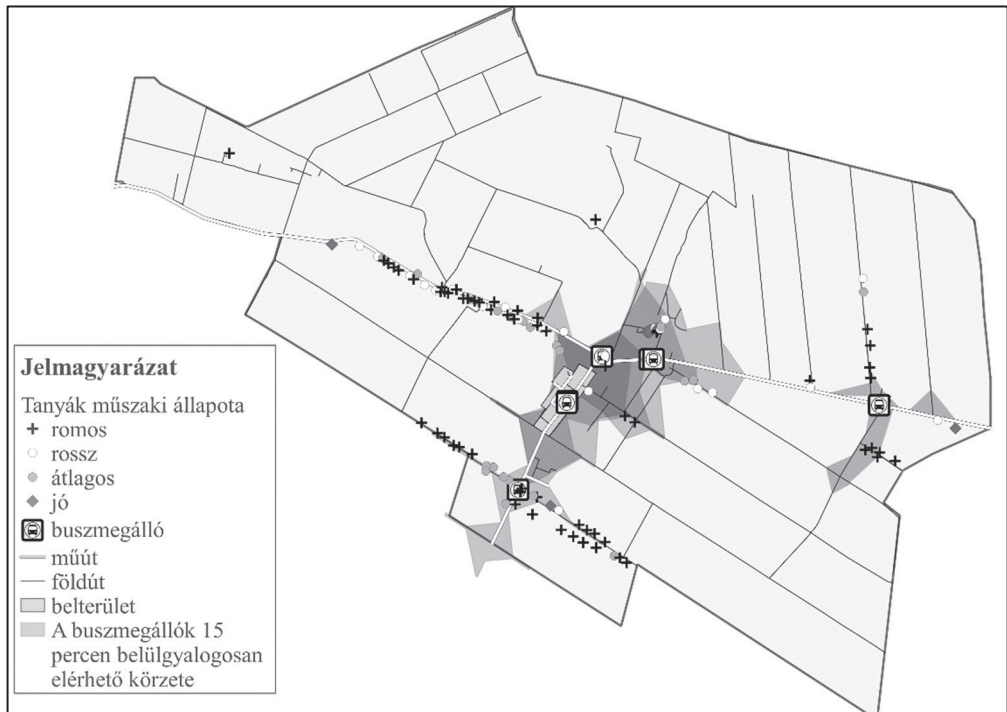 Jelmagyarázat
Tanyák műszaki állapota
romos
rossz
átlagos
jó
buszmegálló
műút
földút
belterület
A buszmegállók 15
percen belülgyalogosan
elérhető körzete